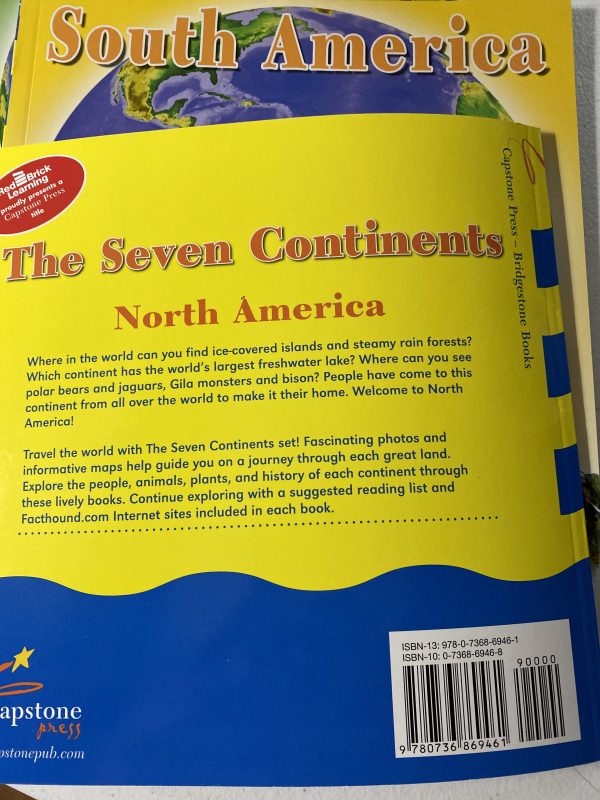 South America
Red Brick
Learning
proudly presents a
Capstone Press
title
Capstone Press – Bridgestone Books
The Seven Continents
North America
Where in the world can you find ice-covered islands and steamy rain forests?
Which continent has the world's largest freshwater lake? Where can you see
polar bears and jaguars, Gila monsters and bison? People have come to this
continent from all over the world to make it their home. Welcome to North
America!
Travel the world with The Seven Continents set! Fascinating photos and
informative maps help guide you on a journey through each great land.
Explore the people, animals, plants, and history of each continent through
these lively books. Continue exploring with a suggested reading list and
Facthound.com Internet sites included in each book.
ISBN-13: 978-0-7368-6946-1
ISBN-10: 0-7368-6946-8
90000
9 780736 869461
apstone
press
pstonepub.com